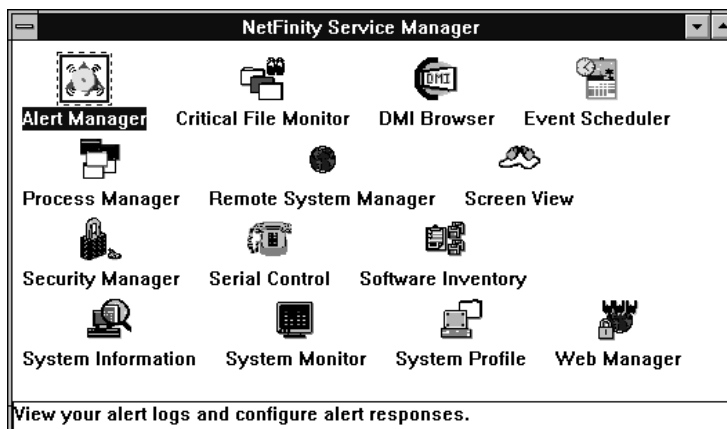 NetFinity Service Manager
Alert Manager Critical File Monitor DMI Browser Event Scheduler
DMI
Process Manager Remote System Manager Screen View
Security Manager Serial Control Software Inventory
WWW
System Information System Monitor System Profile Web Manager
View your alert logs and configure alert responses.